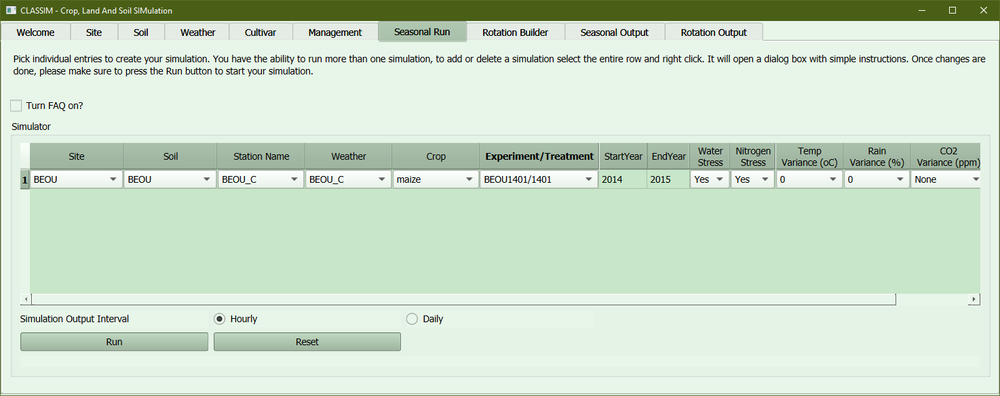 CLASSIM - Crop, Land And Soil SIMulation
Welcome Site Soil Weather Cultivar Management Seasonal Run Rotation Builder Seasonal Output Rotation Output
Pick individual entries to create your simulation. You have the ability to run more than one simulation, to add or delete a simulation select the entire row and right click. It will open a dialog box with simple instructions. Once changes are
done, please make sure to press the Run button to start your simulation.
Turn FAQ on?
Simulator
Site Soil Station Name Weather Crop Experiment/Treatment StartYear EndYear Water Stress Nitrogen Stress Temp Variance (oC) Rain Variance (%) CO2 Variance (ppm)
1 BEOU BEOU BEOU_C BEOU_C maize BEOU1401/1401 2014 2015 Yes Yes 0 0 None
Simulation Output Interval Hourly Daily
Run Reset